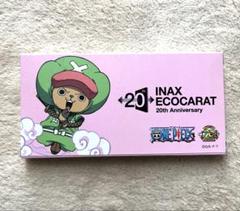 20
INAX
ECOCARAT
20th Anniversary
ONE PIECE